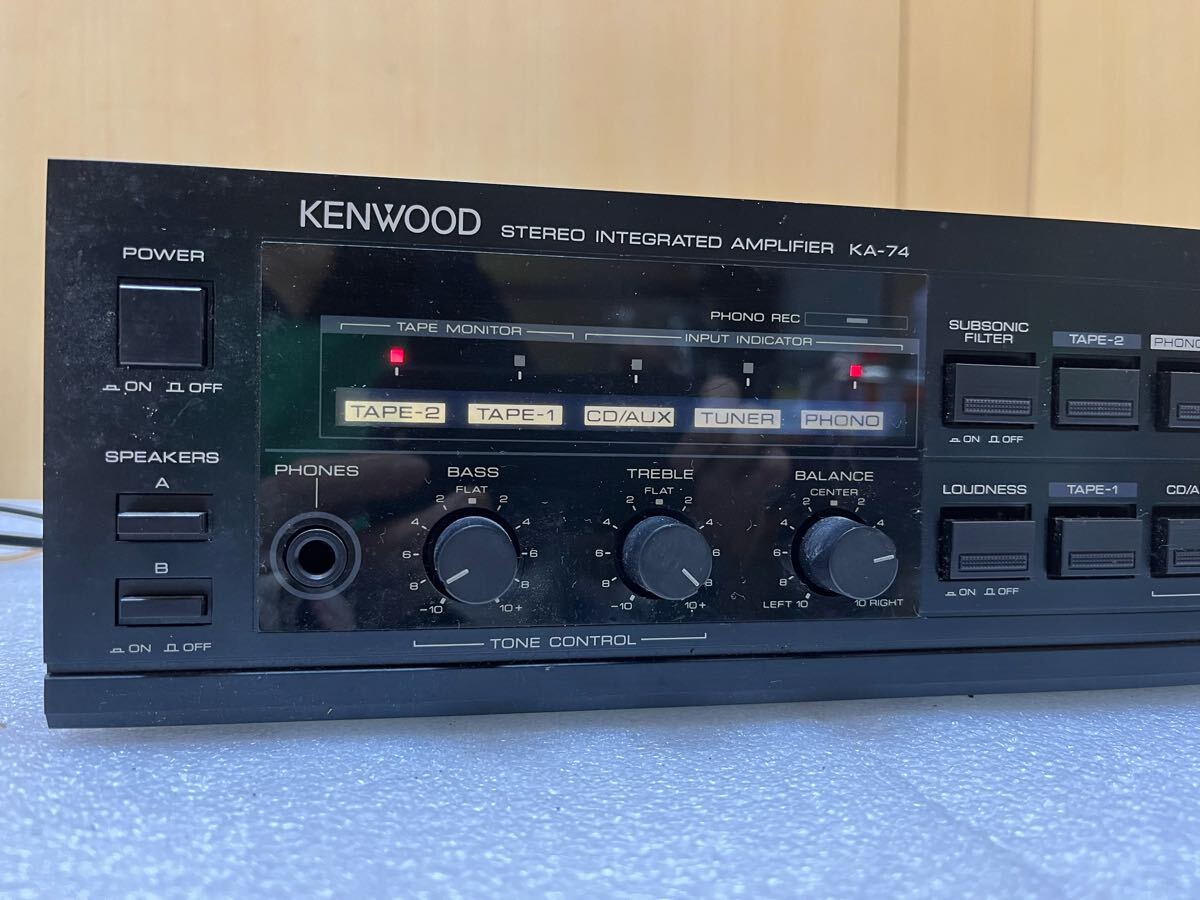 KENWOOD STEREO INTEGRATED AMPLIFIER KA-74
POWER
ON OFF
SPEAKERS
A
B
ON OFF
PHONO REC
TAPE MONITOR INPUT INDICATOR
TAPE-2 TAPE-1 CD/AUX TUNER PHONO
PHONES
BASS
FLAT
2 2
4 4
6 6
8 8
-10 10+
TREBLE
FLAT
2 2
4 4
6 6
8 8
-10 10+
TONE CONTROL
BALANCE
CENTER
2 2
4 4
6
8
LEFT 10 10 RIGHT
SUBSONIC
FILTER
ON OFF
TAPE-2
PHONO
LOUDNESS
ON OFF
TAPE-1
CD/A